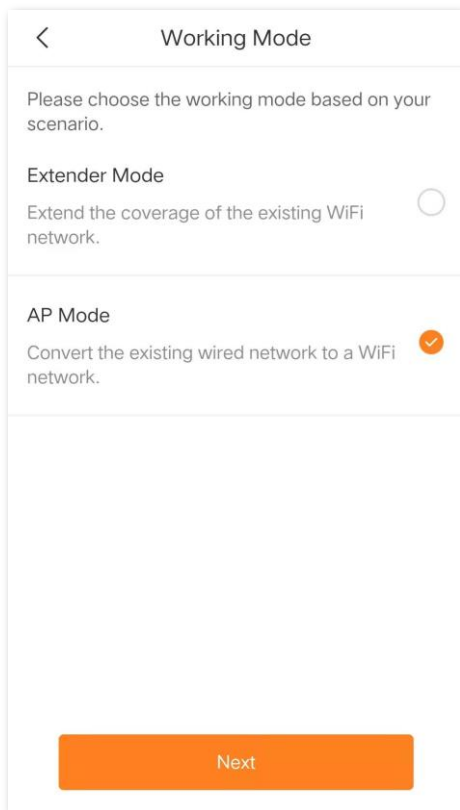 Working Mode
Please choose the working mode based on your
scenario.
Extender Mode
Extend the coverage of the existing WiFi
network.
AP Mode
Convert the existing wired network to a WiFi
network.
Next